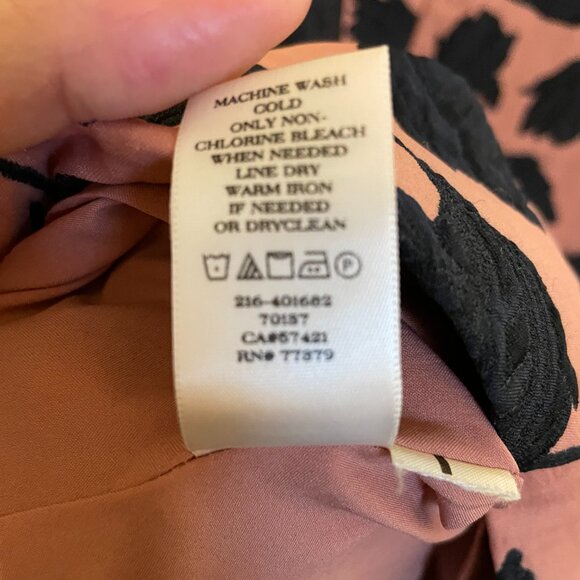 MACHINE WASH
COLD
ONLY NON-
CHLORINE BLEACH
WHEN NEEDED
LINE DRY
WARM IRON
IF NEEDED
OR DRYCLEAN
P
216-401682
70157
CA#57421
RN# 77379